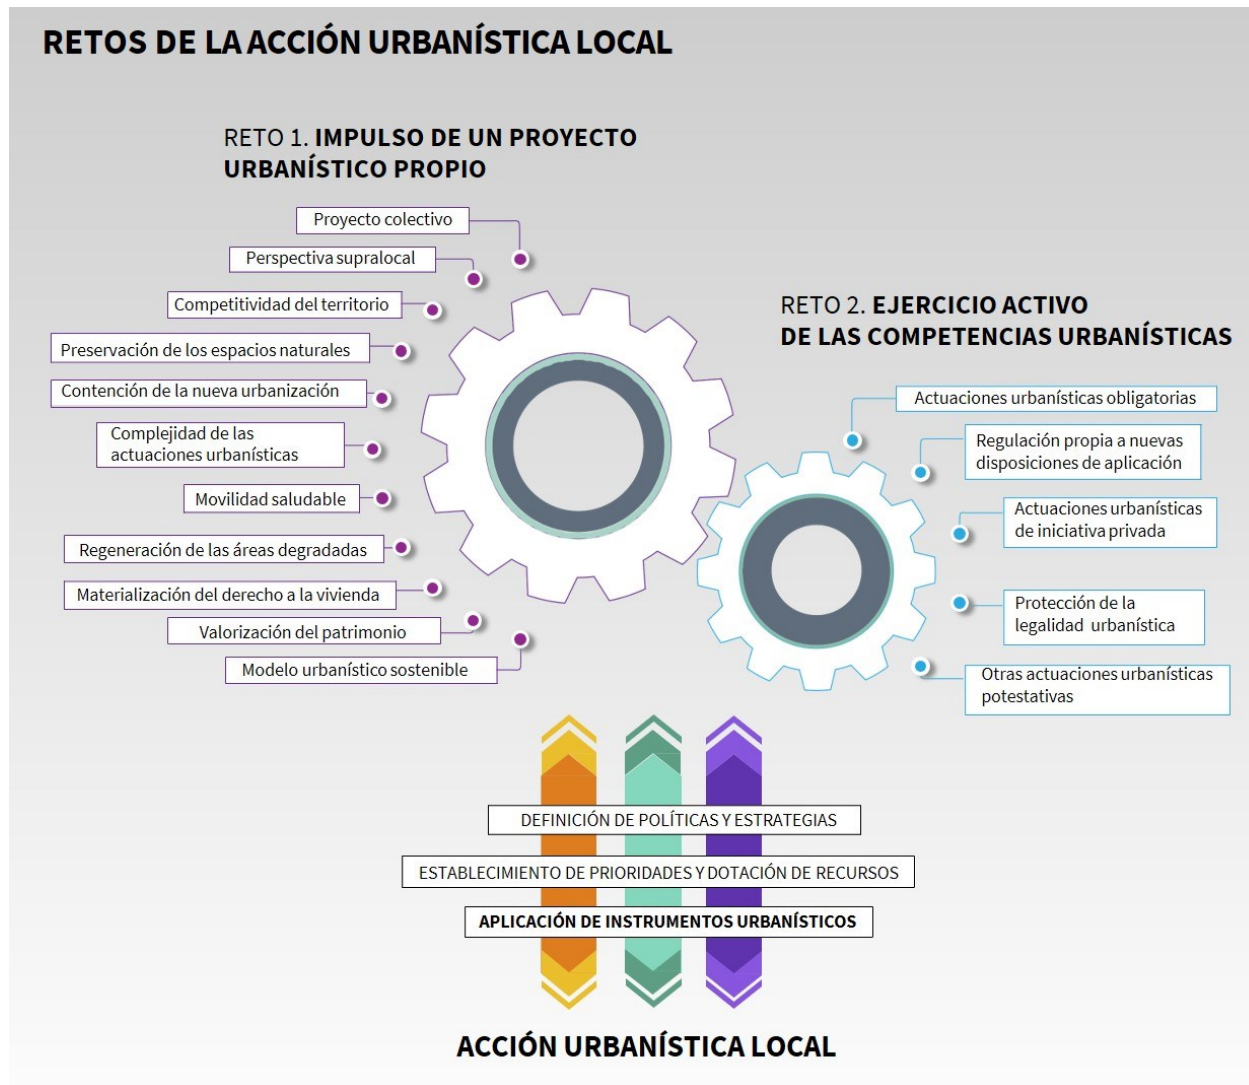 RETOS DE LA ACCIÓN URBANÍSTICA LOCAL
RETO 1. IMPULSO DE UN PROYECTO
URBANÍSTICO PROPIO
Proyecto colectivo
Perspectiva supralocal
Competitividad del territorio
Preservación de los espacios naturales
Contención de la nueva urbanización
Complejidad de las
actuaciones urbanísticas
Movilidad saludable
Regeneración de las áreas degradadas
Materialización del derecho a la vivienda
Valorización del patrimonio
Modelo urbanístico sostenible
RETO 2. EJERCICIO ACTIVO
DE LAS COMPETENCIAS URBANÍSTICAS
Actuaciones urbanísticas obligatorias
Regulación propia a nuevas
disposiciones de aplicación
Actuaciones urbanísticas
de iniciativa privada
Protección de la
legalidad urbanística
Otras actuaciones urbanísticas
potestativas
DEFINICIÓN DE POLÍTICAS Y ESTRATEGIAS
ESTABLECIMIENTO DE PRIORIDADES Y DOTACIÓN DE RECURSOS
APLICACIÓN DE INSTRUMENTOS URBANÍSTICOS
ACCIÓN URBANÍSTICA LOCAL